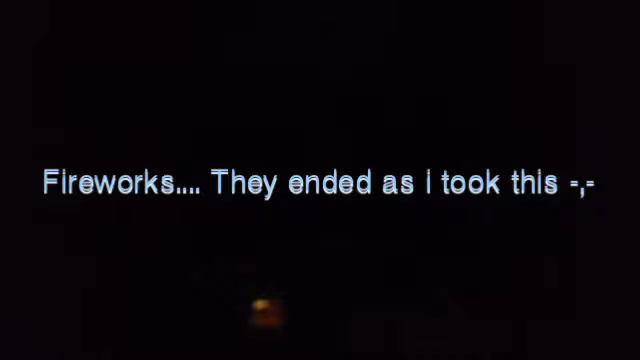 Fireworks.... They ended as i took this -,-